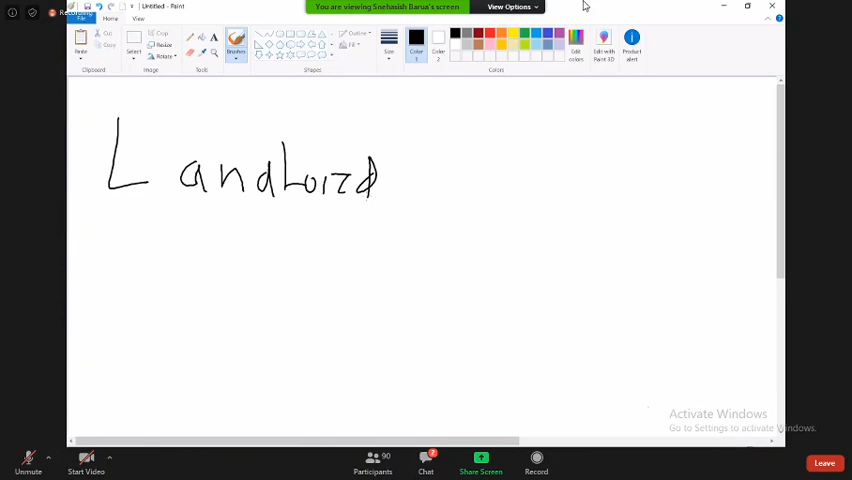 Recording
Untitled - Paint
You are viewing Snehasish Barua's screen
View Options
File
Home
View
Paste
Cut
Copy
Clipboard
Select
Crop
Resize
Rotate
Image
Tools
Brushes
Shapes
Outline
Fill
Size
Color 1
Color 2
Colors
Edit colors
Edit with Paint 3D
Product alert
LandLord
Activate Windows
Go to Settings to activate Windows.
Unmute
Start Video
90
Participants
2
Chat
Share Screen
Record
Leave